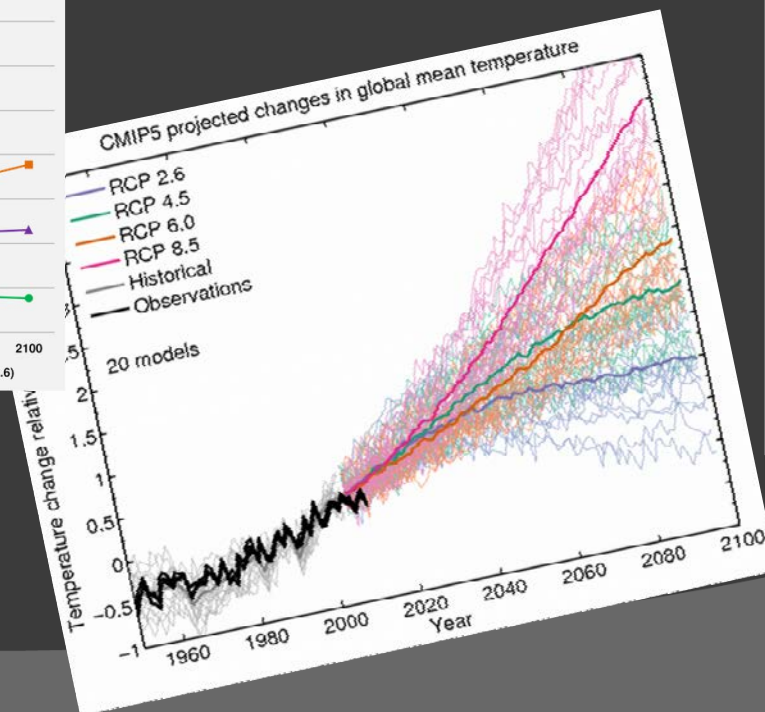 CMIP5 projected changes in global mean temperature
RCP 2.6
RCP 4.5
RCP 6.0
RCP 8.5
Historical
Observations
20 models
2100
.6)
5
2
1.5
1
0.5
0
−0.5
−1
Temperature change relativ
1960
1980
2000
2020
2040
2060
2080
2100
Year